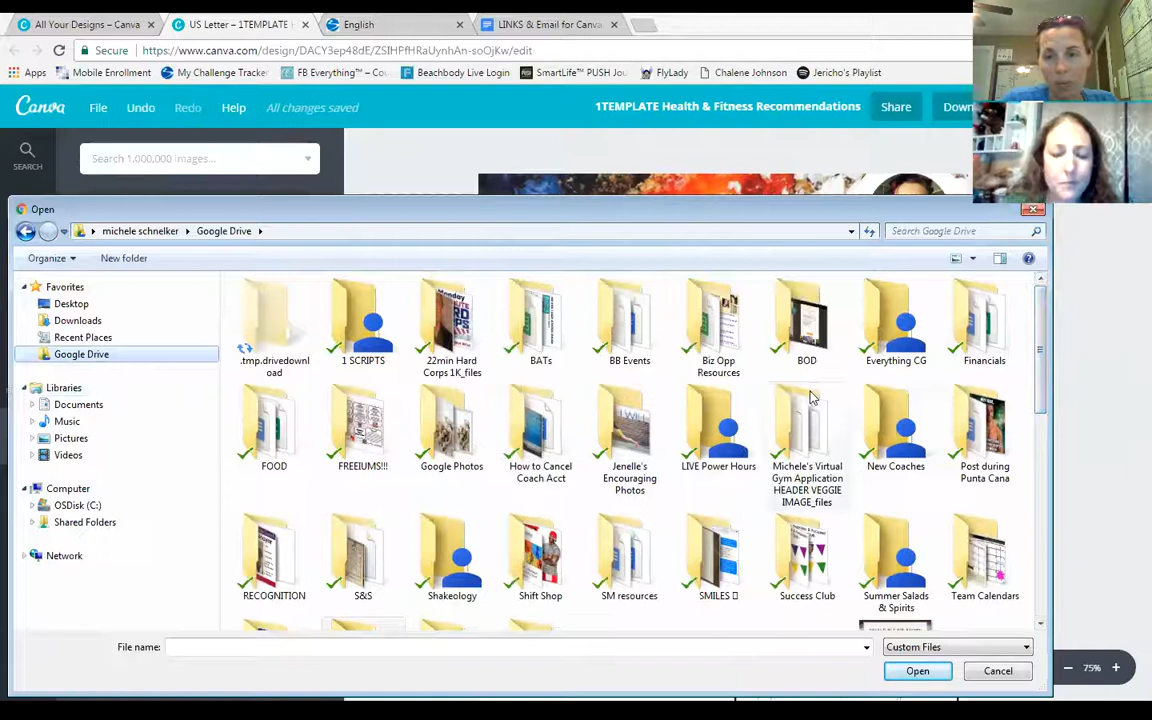 All Your Designs – Canva
US Letter – 1TEMPLATE H
English
LINKS & Email for Canva
Secure
https://www.canva.com/design/DACY3ep48dE/ZSIHPfHRaUynhAn-soOjKw/edit
Apps
Mobile Enrollment
My Challenge Tracker
FB Everything™ – Cou
Beachbody Live Login
SmartLife™ PUSH Jou
FlyLady
Chalene Johnson
Jericho's Playlist
Canva
File
Undo
Redo
Help
All changes saved
1TEMPLATE Health & Fitness Recommendations
Share
Down
SEARCH
Search 1,000,000 images...
Open
michele schnelker
Google Drive
Search Google Drive
Organize
New folder
Favorites
Desktop
Downloads
Recent Places
Google Drive
Libraries
Documents
Music
Pictures
Videos
Computer
OSDisk (C:)
Shared Folders
Network
.tmp.drivedownl
oad
1 SCRIPTS
22min Hard
Corps 1K_files
BATs
BB Events
Biz Opp
Resources
BOD
Everything CG
Financials
FOOD
FREEIUMS!!!
Google Photos
How to Cancel
Coach Acct
Jenelle's
Encouraging
Photos
LIVE Power Hours
Michele's Virtual
Gym Application
HEADER VEGGIE
IMAGE_files
New Coaches
Post during
Punta Cana
RECOGNITION
S&S
Shakeology
Shift Shop
SM resources
SMILES
Success Club
Summer Salads
& Spirits
Team Calendars
File name:
Custom Files
Open
Cancel
75%